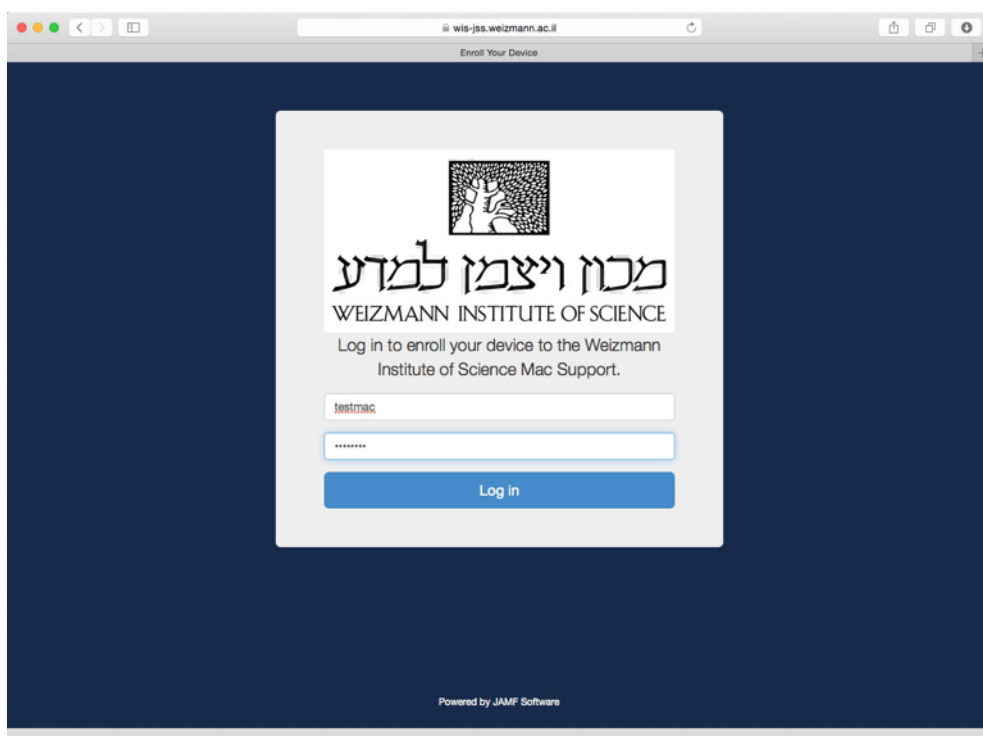 wis-jss.weizmann.ac.il
Enroll Your Device
מכון ויצמן למדע
WEIZMANN INSTITUTE OF SCIENCE
Log in to enroll your device to the Weizmann
Institute of Science Mac Support.
testmac
••••••••
Log in
Powered by JAMF Software